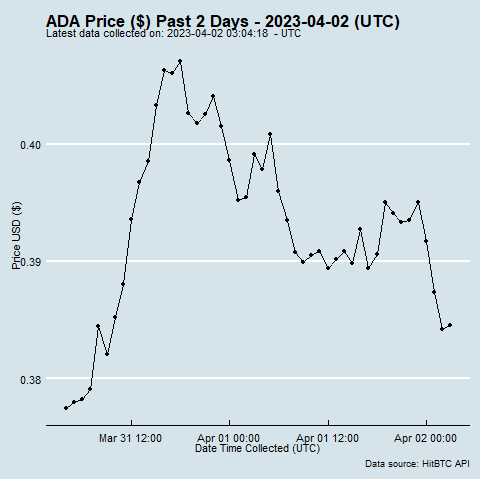 ADA Price ($) Past 2 Days - 2023-04-02 (UTC)
Latest data collected on: 2023-04-02 03:04:18 - UTC
0.40
0.39
0.38
Price USD ($)
Mar 31 12:00 Apr 01 00:00 Apr 01 12:00 Apr 02 00:00
Date Time Collected (UTC)
Data source: HitBTC API